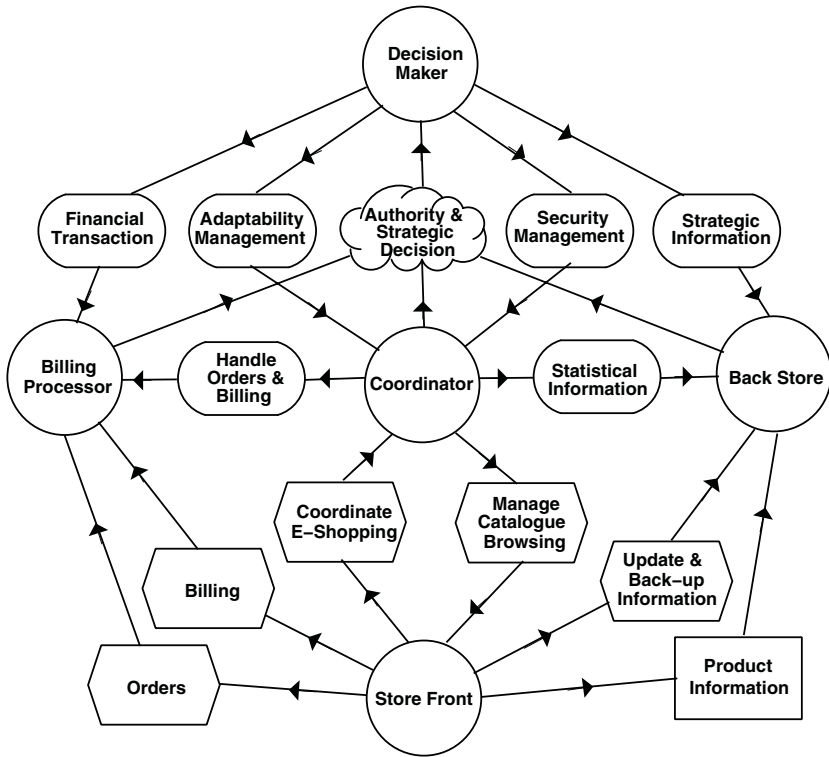 Decision
Maker
Financial
Transaction
Adaptability
Management
Authority &
Strategic
Decision
Security
Management
Strategic
Information
Billing
Processor
Handle
Orders &
Billing
Coordinator
Statistical
Information
Back Store
Coordinate
E-Shopping
Manage
Catalogue
Browsing
Billing
Update &
Back-up
Information
Orders
Store Front
Product
Information